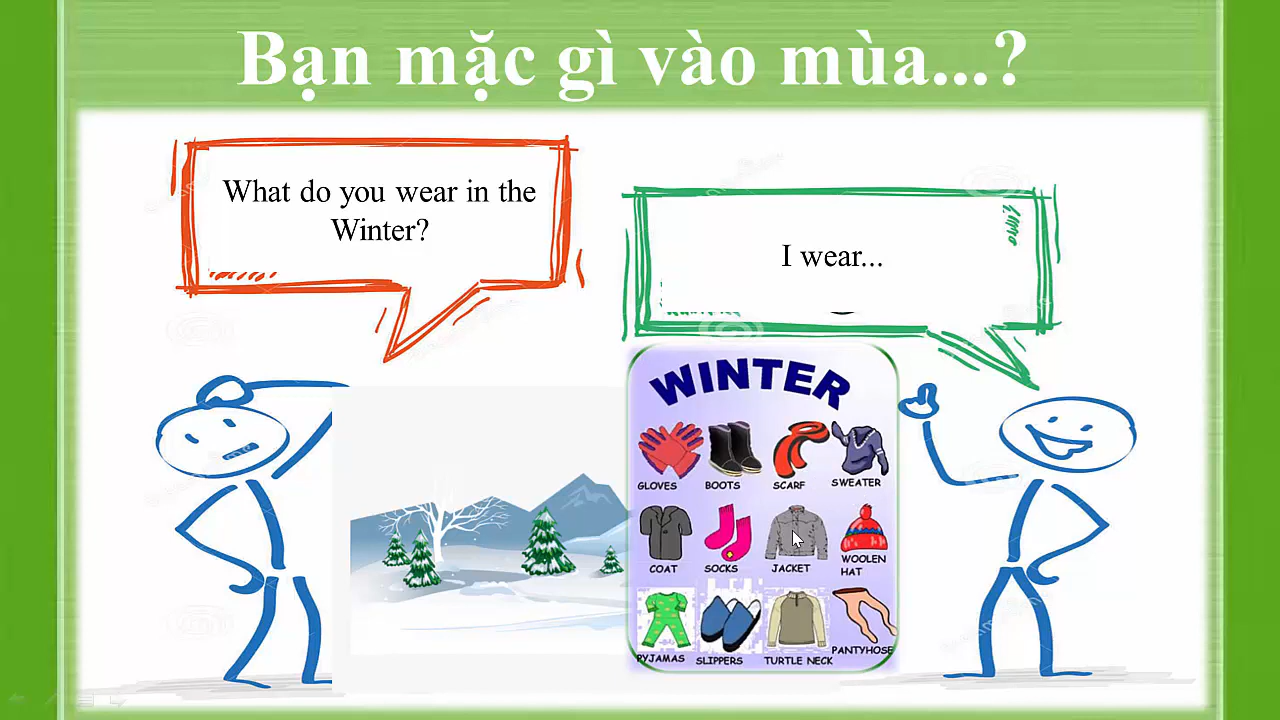 Bạn mặc gì vào mùa...?
What do you wear in the
Winter?
I wear...
WINTER
GLOVES BOOTS SCARF SWEATER
COAT SOCKS JACKET WOOLEN
HAT
PYJAMAS SLIPPERS TURTLE NECK PANTYHOSE